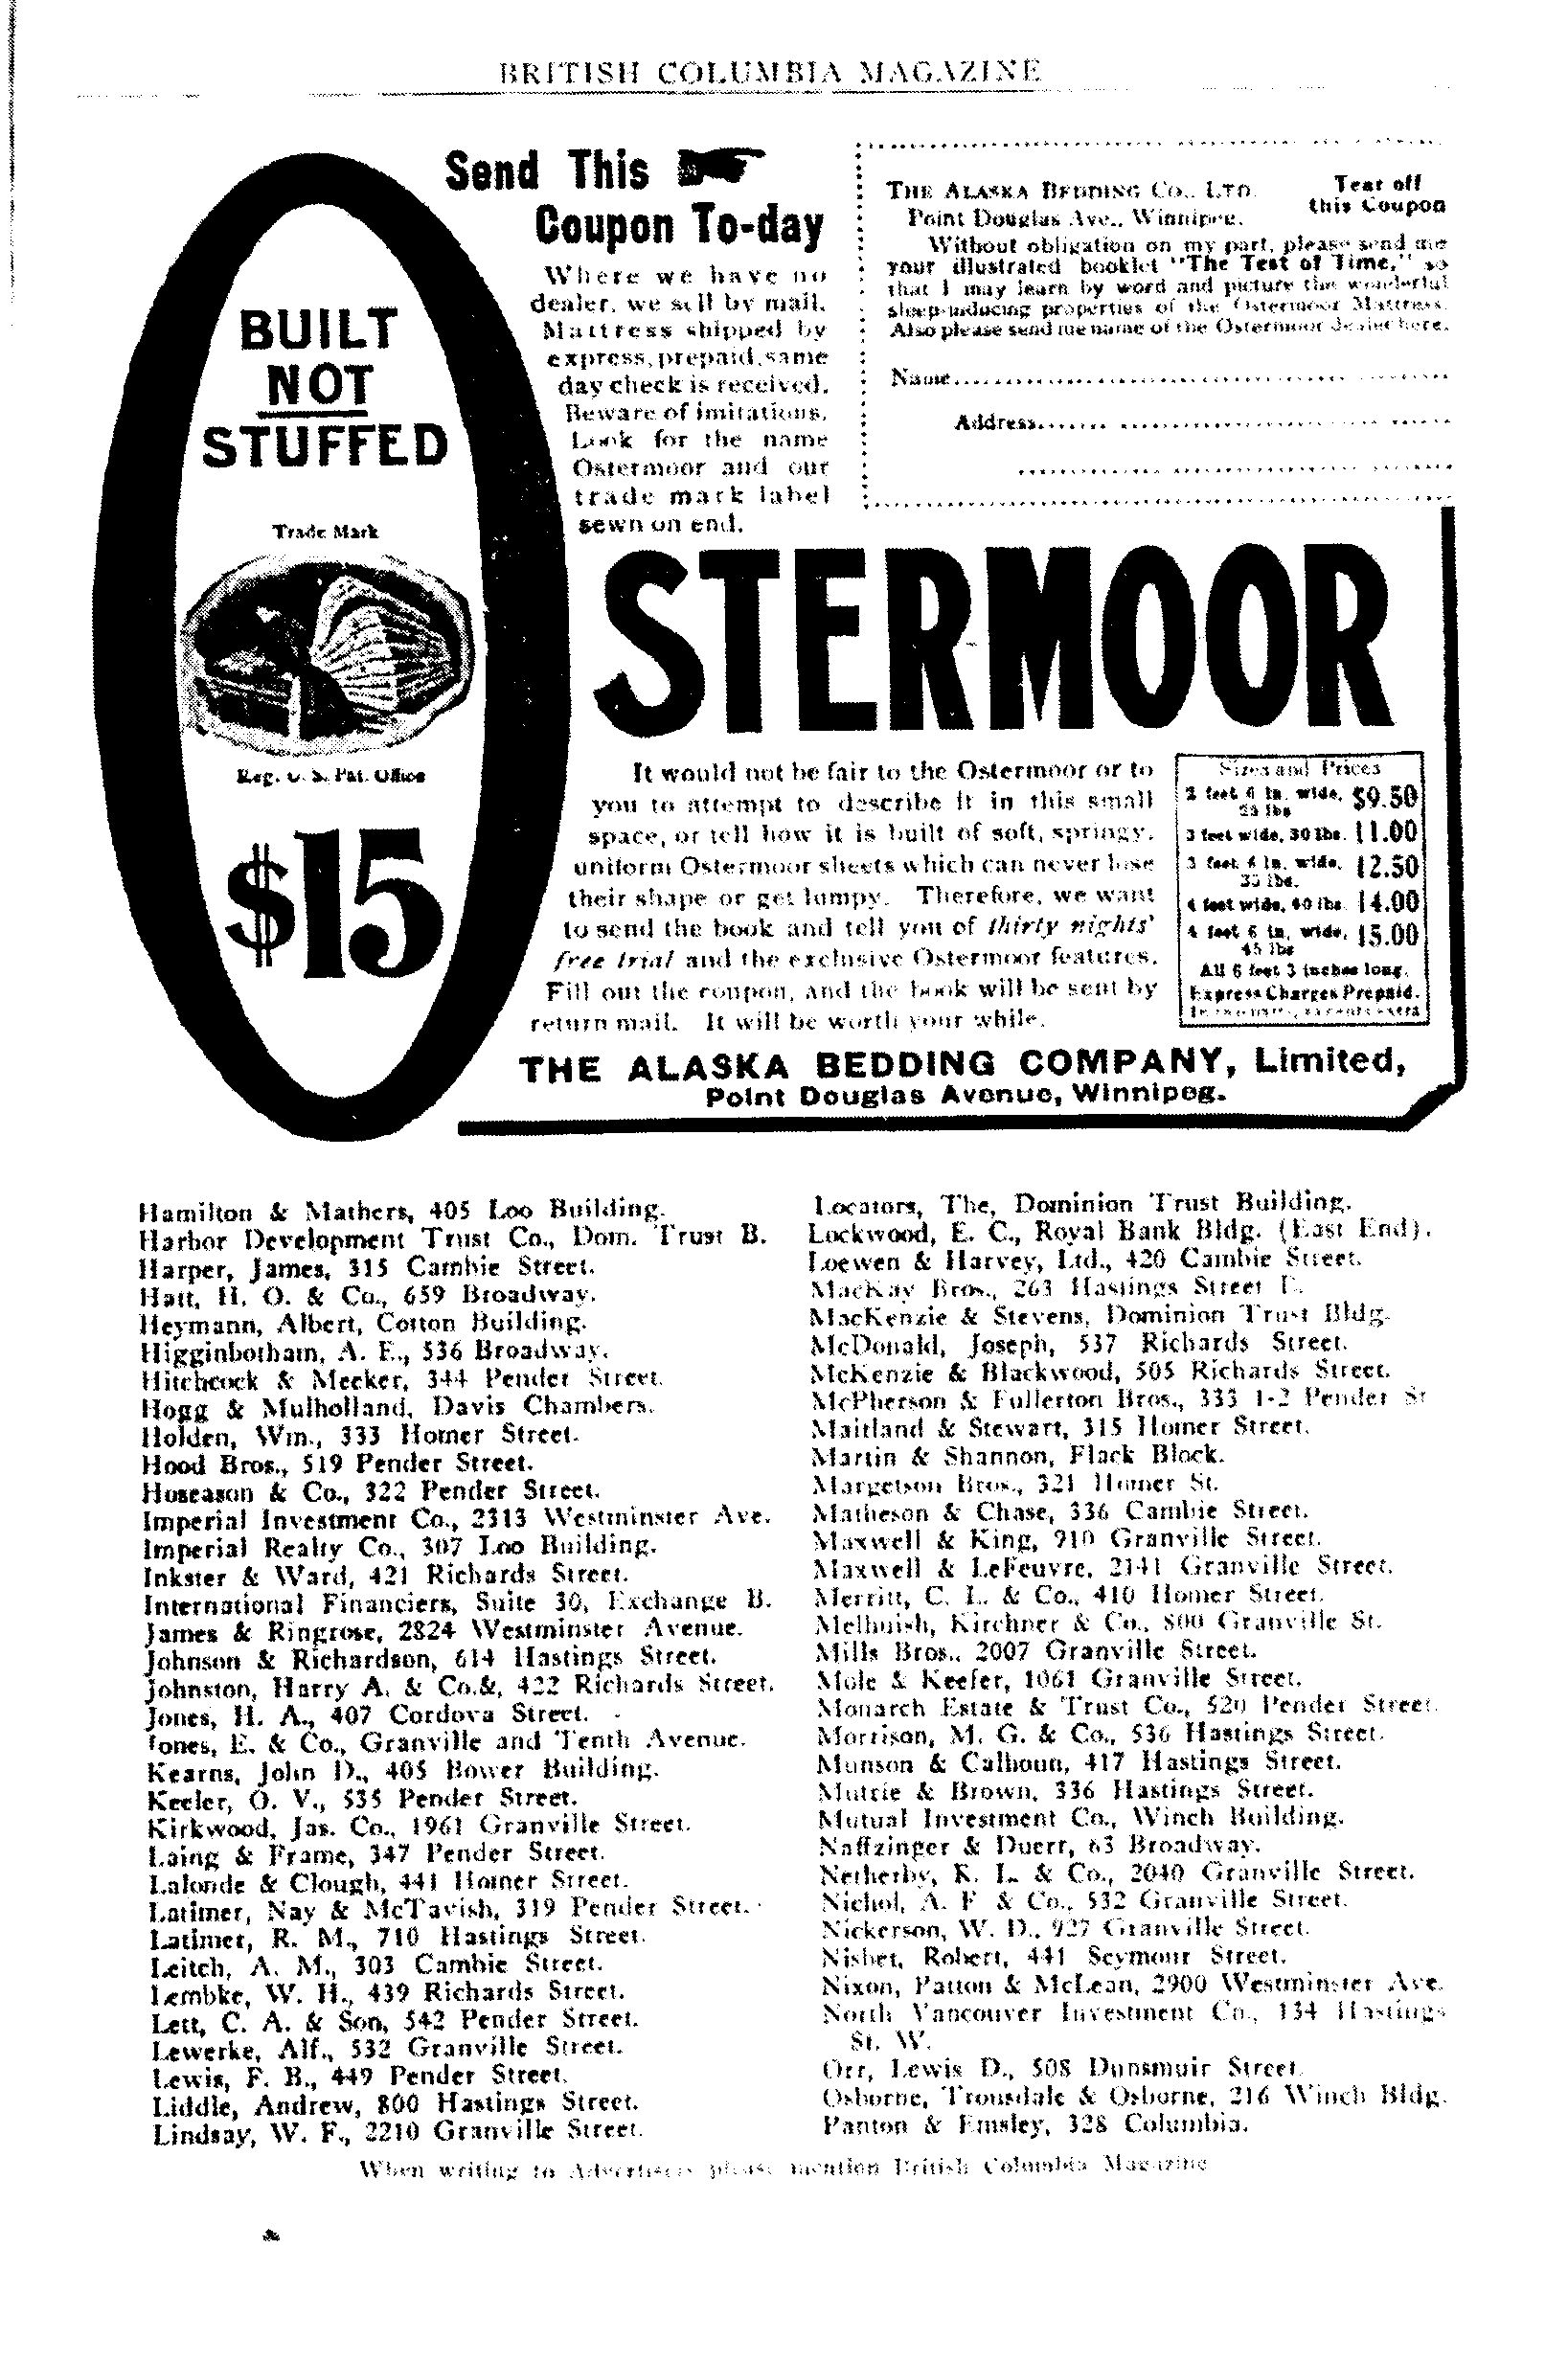 BRITISH COLUMBIA MAGAZINE
Send This
Coupon To-day
Where we have no
dealer, we sell by mail.
Mattress shipped by
express, prepaid, same
day check is received.
Beware of imitations.
Look for the name
Ostermoor and our
trade mark label
sewn on end.
THE ALASKA BEDDING CO., LTD.
Point Douglas Ave., Winnipeg.
Tear off
this Coupon
Without obligation on my part, please send me
your illustrated booklet "The Test of Time," so
that I may learn by word and picture the wonderful
sleep-inducing properties of the Ostermoor Mattress.
Also please send me name of the Ostermoor dealer here.
Name
Address
BUILT
NOT
STUFFED
Trade Mark
Reg. U. S. Pat. Office
$15
OSTERMOOR
It would not be fair to the Ostermoor or to
you to attempt to describe it in this small
space, or tell how it is built of soft, springy,
uniform Ostermoor sheets which can never lose
their shape or get lumpy. Therefore, we want
to send the book and tell you of thirty nights'
free trial and the exclusive Ostermoor features.
Fill out the coupon, and the book will be sent by
return mail. It will be worth your while.
Sizes and Prices
2 feet 6 in. wide, $9.50
25 lbs
3 feet wide, 30 lbs. 11.00
3 feet 6 in. wide, 12.50
35 lbs.
4 feet wide, 40 lbs. 14.00
4 feet 6 in. wide, 15.00
45 lbs
All 6 feet 3 inches long.
Express Charges Prepaid.
THE ALASKA BEDDING COMPANY, Limited,
Point Douglas Avenue, Winnipeg.
Hamilton & Mathers, 405 Loo Building.
Harbor Development Trust Co., Dom. Trust B.
Harper, James, 315 Cambie Street.
Hatt, H. O. & Co., 659 Broadway.
Heymann, Albert, Cotton Building.
Higginbotham, A. E., 536 Broadway.
Hitchcock & Meeker, 344 Pender Street.
Hogg & Mulholland, Davis Chambers.
Holden, Wm., 333 Homer Street.
Hood Bros., 519 Pender Street.
Hoseason & Co., 322 Pender Street.
Imperial Investment Co., 2313 Westminster Ave.
Imperial Realty Co., 307 Loo Building.
Inkster & Ward, 421 Richards Street.
International Financiers, Suite 30, Exchange B.
James & Ringrose, 2824 Westminster Avenue.
Johnson & Richardson, 614 Hastings Street.
Johnston, Harry A. & Co.&, 422 Richards Street.
Jones, H. A., 407 Cordova Street.
Jones, E. & Co., Granville and Tenth Avenue.
Kearns, John D., 405 Bower Building.
Keeler, O. V., 535 Pender Street.
Kirkwood, Jas. Co., 1961 Granville Street.
Laing & Frame, 347 Pender Street.
Lalonde & Clough, 441 Homer Street.
Latimer, Nay & McTavish, 319 Pender Street.
Latimer, R. M., 710 Hastings Street.
Leitch, A. M., 303 Cambie Street.
Lembke, W. H., 439 Richards Street.
Lett, C. A. & Son, 542 Pender Street.
Lewerke, Alf., 532 Granville Street.
Lewis, F. B., 449 Pender Street.
Liddle, Andrew, 800 Hastings Street.
Lindsay, W. F., 2210 Granville Street.
Locators, The, Dominion Trust Building.
Lockwood, E. C., Royal Bank Bldg. (East End).
Loewen & Harvey, Ltd., 420 Cambie Street.
MacKay Bros., 263 Hastings Street E.
MacKenzie & Stevens, Dominion Trust Bldg.
McDonald, Joseph, 537 Richards Street.
McKenzie & Blackwood, 505 Richards Street.
McPherson & Fullerton Bros., 333 1-2 Pender St
Maitland & Stewart, 315 Homer Street.
Martin & Shannon, Flack Block.
Margetson Bros., 321 Homer St.
Matheson & Chase, 336 Cambie Street.
Maxwell & King, 910 Granville Street.
Maxwell & LeFeuvre, 2141 Granville Street.
Merritt, C. L. & Co., 410 Homer Street.
Melhuish, Kirchner & Co., 800 Granville St.
Mills Bros., 2007 Granville Street.
Mole & Keefer, 1061 Granville Street.
Monarch Estate & Trust Co., 520 Pender Street.
Morrison, M. G. & Co., 536 Hastings Street.
Munson & Calhoun, 417 Hastings Street.
Mutrie & Brown, 336 Hastings Street.
Mutual Investment Co., Winch Building.
Naffzinger & Duerr, 63 Broadway.
Netherby, K. L. & Co., 2040 Granville Street.
Nichol, A. F & Co., 532 Granville Street.
Nickerson, W. D., 927 Granville Street.
Nisbet, Robert, 441 Seymour Street.
Nixon, Patton & McLean, 2900 Westminster Ave.
North Vancouver Investment Co., 134 Hastings
St. W.
Orr, Lewis D., 508 Dunsmuir Street.
Osborne, Trousdale & Osborne, 216 Winch Bldg.
Panton & Emsley, 328 Columbia.
When writing to Advertisers please mention British Columbia Magazine